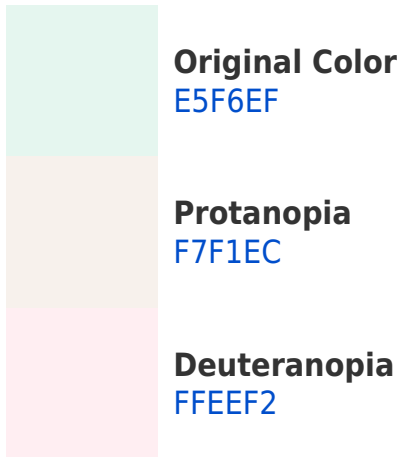 Original Color
E5F6EF
Protanopia
F7F1EC
Deuteranopia
FFEEF2